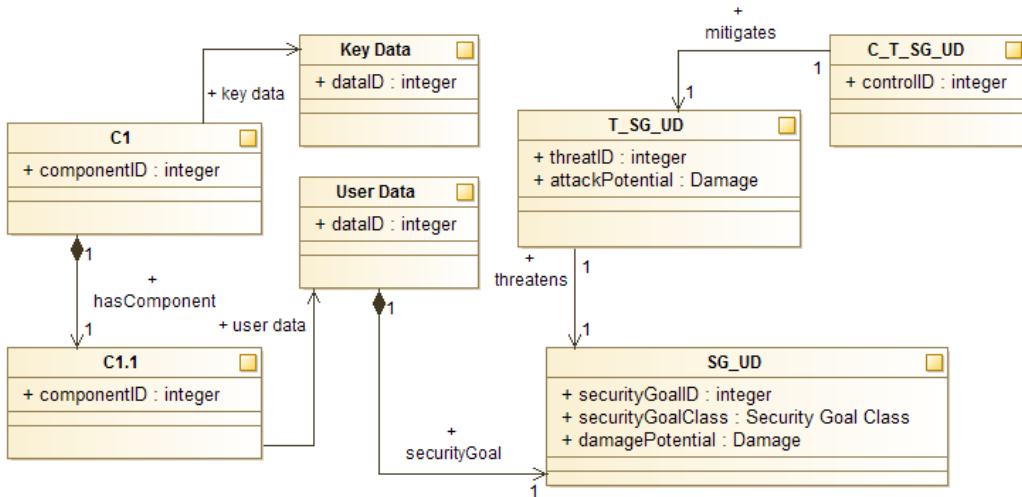 Key Data
+ dataID : integer
+ key data
C1
+ componentID : integer
1
+
hasComponent
1
C1.1
+ componentID : integer
+ user data
User Data
+ dataID : integer
1
+
securityGoal
1
+
mitigates
1
1
C_T_SG_UD
+ controlID : integer
T_SG_UD
+ threatID : integer
+ attackPotential : Damage
+
threatens
1
1
SG_UD
+ securityGoalID : integer
+ securityGoalClass : Security Goal Class
+ damagePotential : Damage